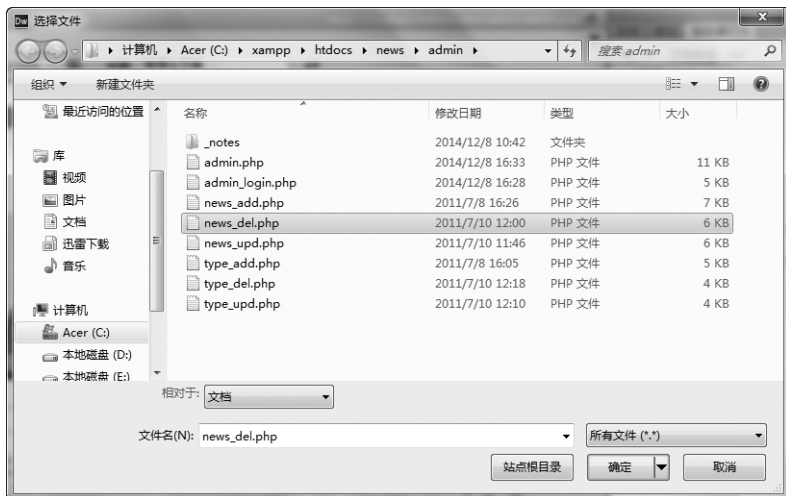 Dw 选择文件
计算机 Acer (C:) xampp htdocs news admin 搜索 admin
组织 新建文件夹
最近访问的位置
库
视频
图片
文档
迅雷下载
音乐
计算机
Acer (C:)
本地磁盘 (D:)
本地磁盘 (E:)
名称 修改日期 类型 大小
_notes 2014/12/8 10:42 文件夹
admin.php 2014/12/8 16:33 PHP 文件 11 KB
admin_login.php 2014/12/8 16:28 PHP 文件 5 KB
news_add.php 2011/7/8 16:26 PHP 文件 7 KB
news_del.php 2011/7/10 12:00 PHP 文件 6 KB
news_upd.php 2011/7/10 11:46 PHP 文件 6 KB
type_add.php 2011/7/8 16:05 PHP 文件 5 KB
type_del.php 2011/7/10 12:18 PHP 文件 4 KB
type_upd.php 2011/7/10 12:10 PHP 文件 4 KB
相对于: 文档
文件名(N): news_del.php 所有文件 (*.*)
站点根目录 确定 取消